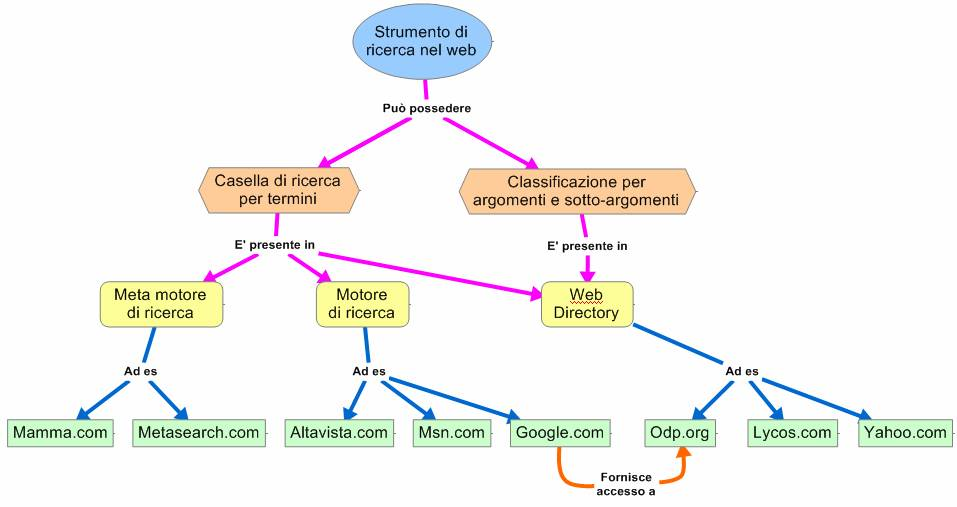 Strumento di
ricerca nel web
Può possedere
Casella di ricerca
per termini
Classificazione per
argomenti e sotto-argomenti
E' presente in
E' presente in
Meta motore
di ricerca
Motore
di ricerca
Web
Directory
Ad es
Ad es
Ad es
Mamma.com
Metasearch.com
Altavista.com
Msn.com
Google.com
Odp.org
Lycos.com
Yahoo.com
Fornisce
accesso a